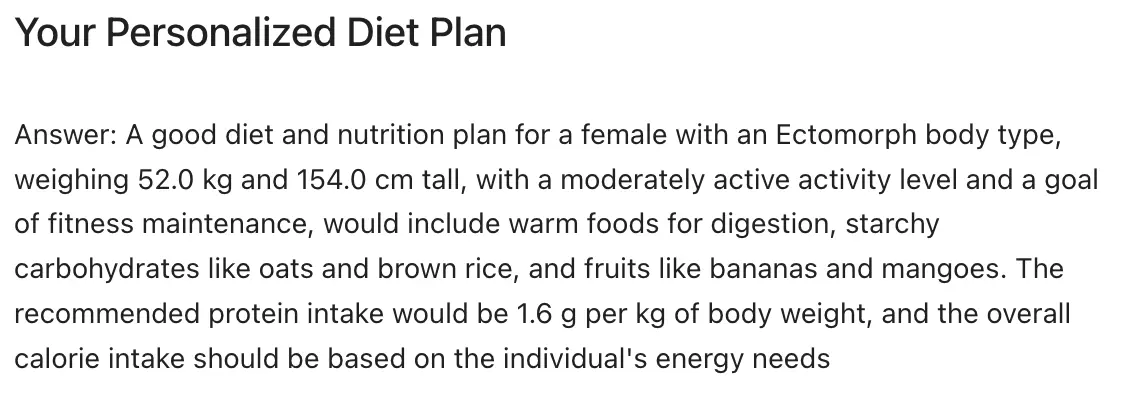 Your Personalized Diet Plan
Answer: A good diet and nutrition plan for a female with an Ectomorph body type,
weighing 52.0 kg and 154.0 cm tall, with a moderately active activity level and a goal
of fitness maintenance, would include warm foods for digestion, starchy
carbohydrates like oats and brown rice, and fruits like bananas and mangoes. The
recommended protein intake would be 1.6 g per kg of body weight, and the overall
calorie intake should be based on the individual's energy needs